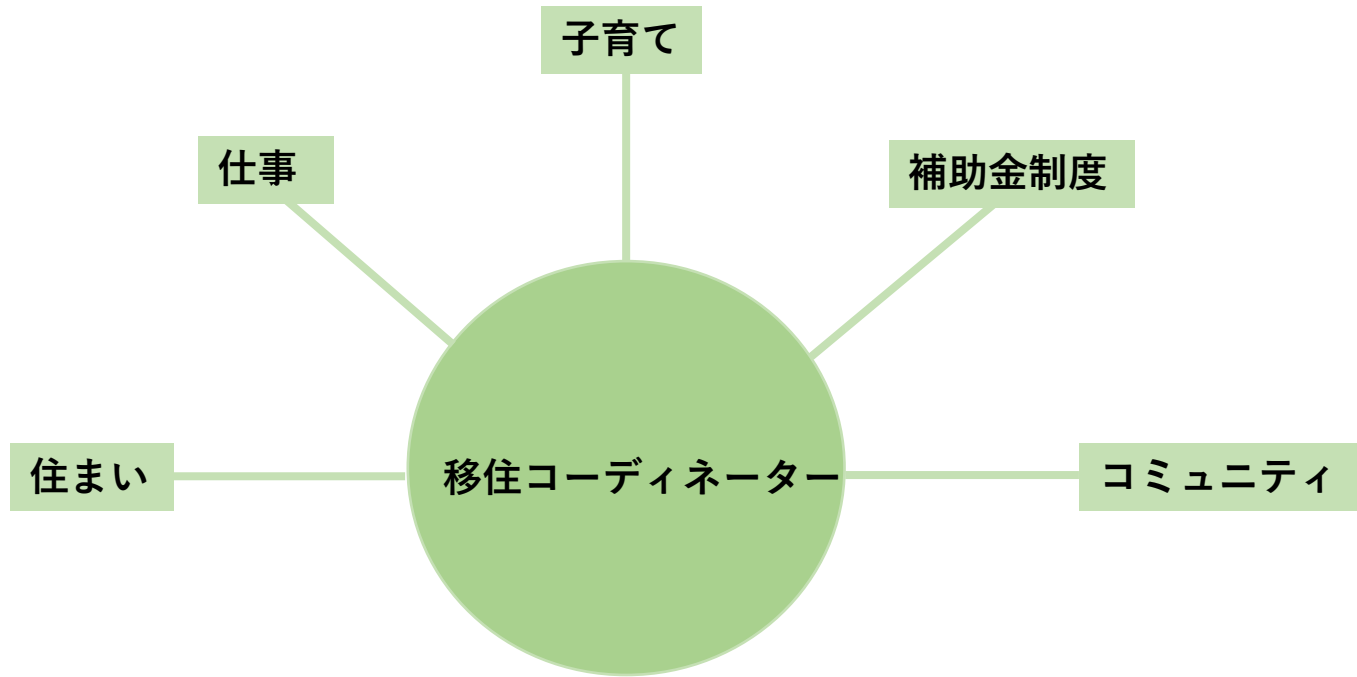 子育て
仕事
補助金制度
住まい
移住コーディネーター
コミュニティ